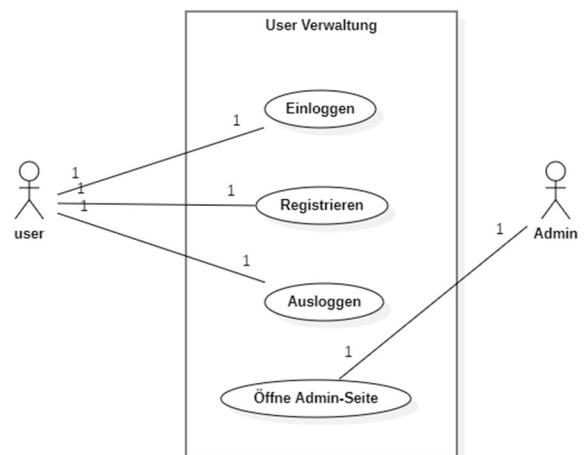 User Verwaltung
Einloggen
1
1
1
1
Registrieren
1
user
1
Admin
1
Ausloggen
1
Öffne Admin-Seite